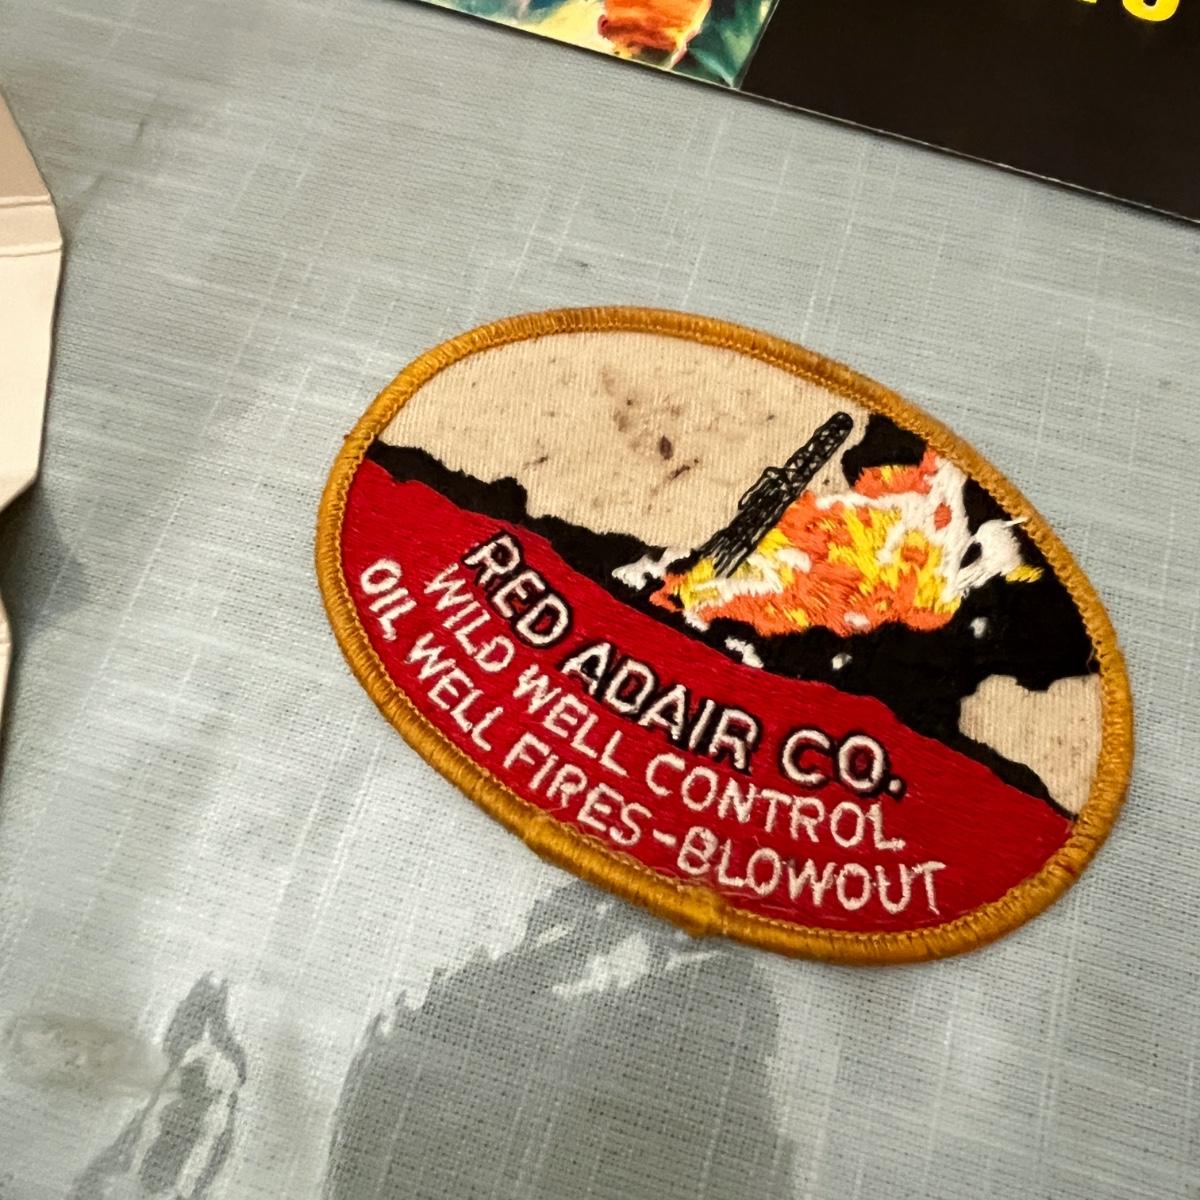 RED ADAIR CO.
WILD WELL CONTROL
OIL WELL FIRES-BLOWOUT